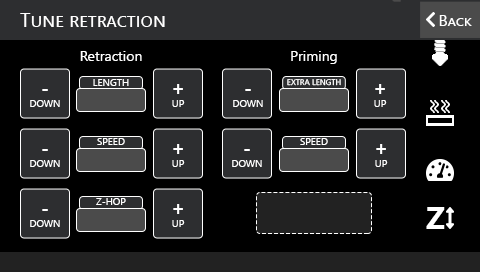 Tune retraction
Back
Retraction
Priming
- DOWN
LENGTH
+ UP
- DOWN
EXTRA LENGTH
+ UP
- DOWN
SPEED
+ UP
- DOWN
SPEED
+ UP
- DOWN
Z-HOP
+ UP
Z